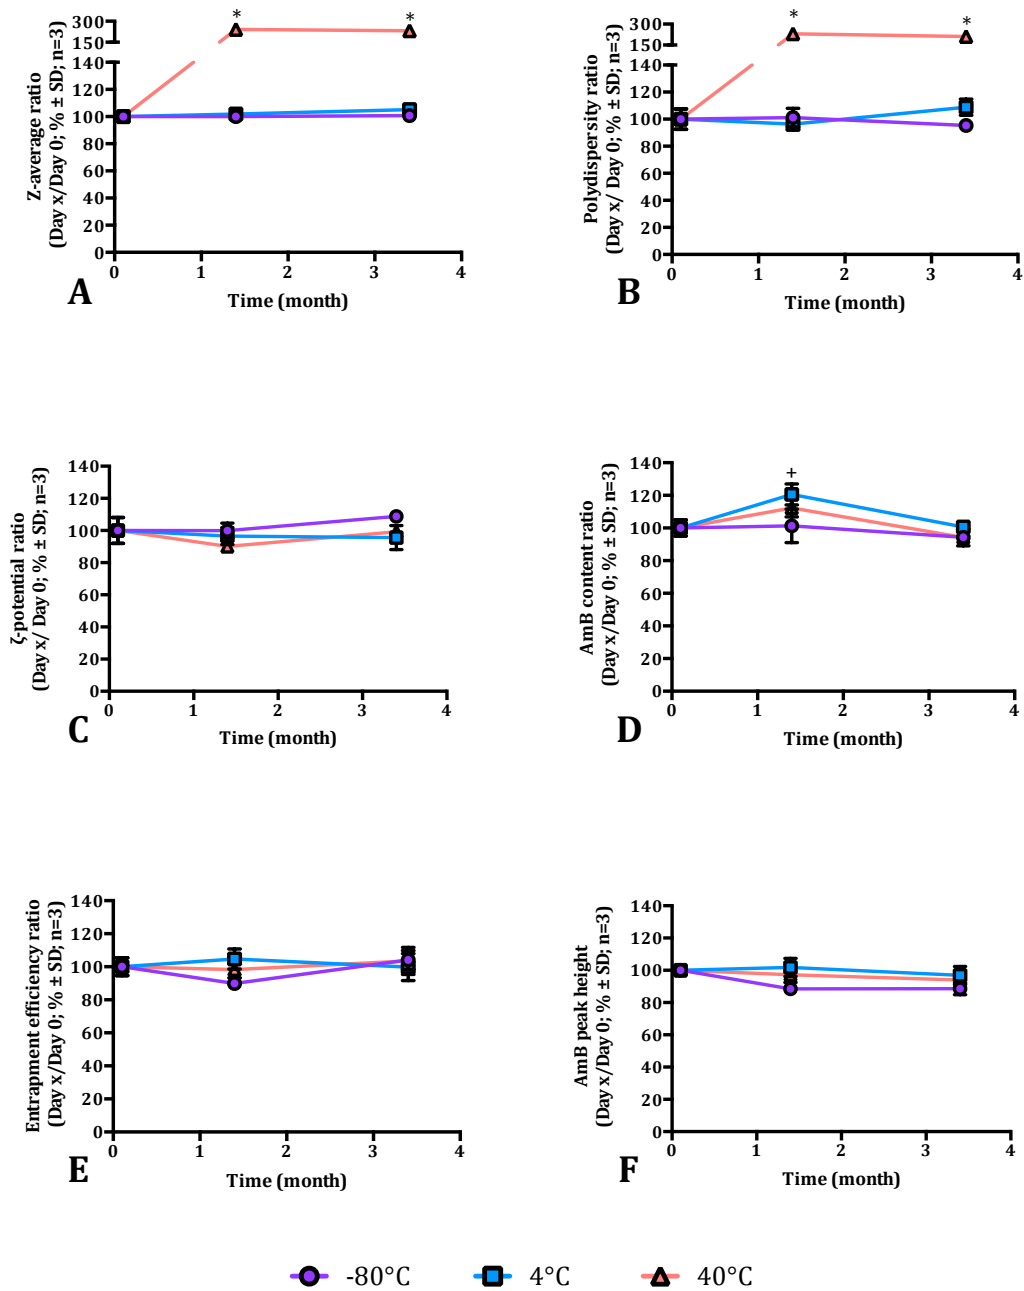 Z-average ratio
(Day x/Day 0; % ± SD; n=3)
300
150
140
120
100
80
60
40
20
0
* *
0 1 2 3 4
Time (month)
A
Polydispersity ratio
(Day x/ Day 0; % ± SD; n=3)
300
150
140
120
100
80
60
40
20
0
* *
0 1 2 3 4
Time (month)
B
ζ-potential ratio
(Day x/ Day 0; % ± SD; n=3)
140
120
100
80
60
40
20
0
0 1 2 3 4
Time (month)
C
AmB content ratio
(Day x/Day 0; % ± SD; n=3)
140
120
100
80
60
40
20
0
+
0 1 2 3 4
Time (month)
D
Entrapment efficiency ratio
(Day x/Day 0; % ± SD; n=3)
140
120
100
80
60
40
20
0
0 1 2 3 4
Time (month)
E
AmB peak height
(Day x/Day 0; % ± SD; n=3)
140
120
100
80
60
40
20
0
0 1 2 3 4
Time (month)
F
-80°C 4°C 40°C